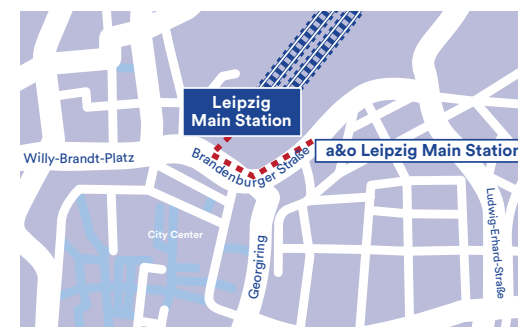 Leipzig
Main Station
Willy-Brandt-Platz
Brandenburger Straße
a&o Leipzig Main Station
City Center
Georgiring
Ludwig-Erhard-Straße